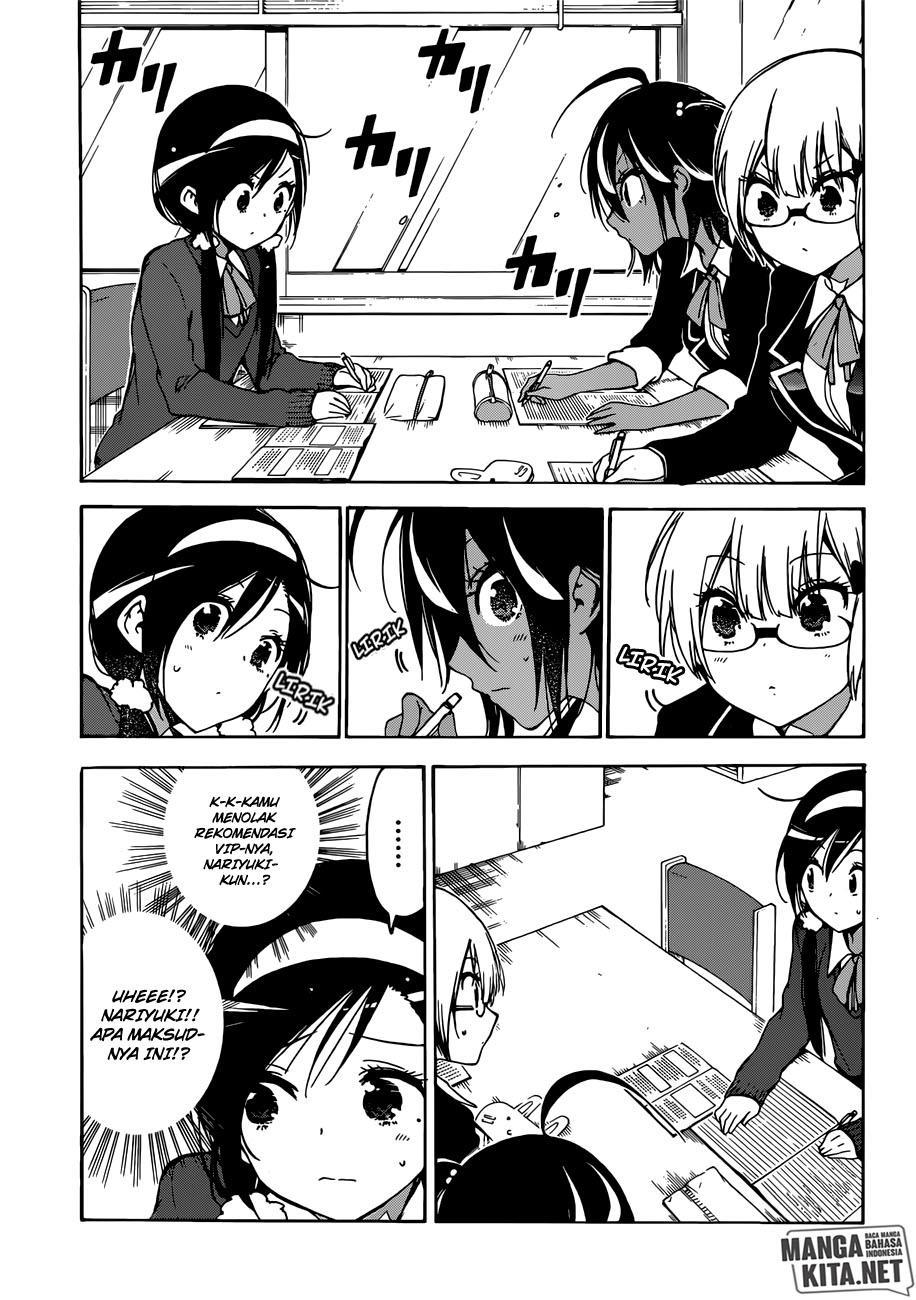 カリ
カリ
カリ
カリ
LIRIK
LIRIK
LIRIK
K-K-KAMU
MENOLAK
REKOMENDASI
VIP-NYA,
NARIYUKI-
KUN...?
UHEEE!?
NARIYUKI!!
APA MAKSUD-
NYA INI!?
MANGA BACA MANGA
BAHASA
INDONESIA
KITA.NET